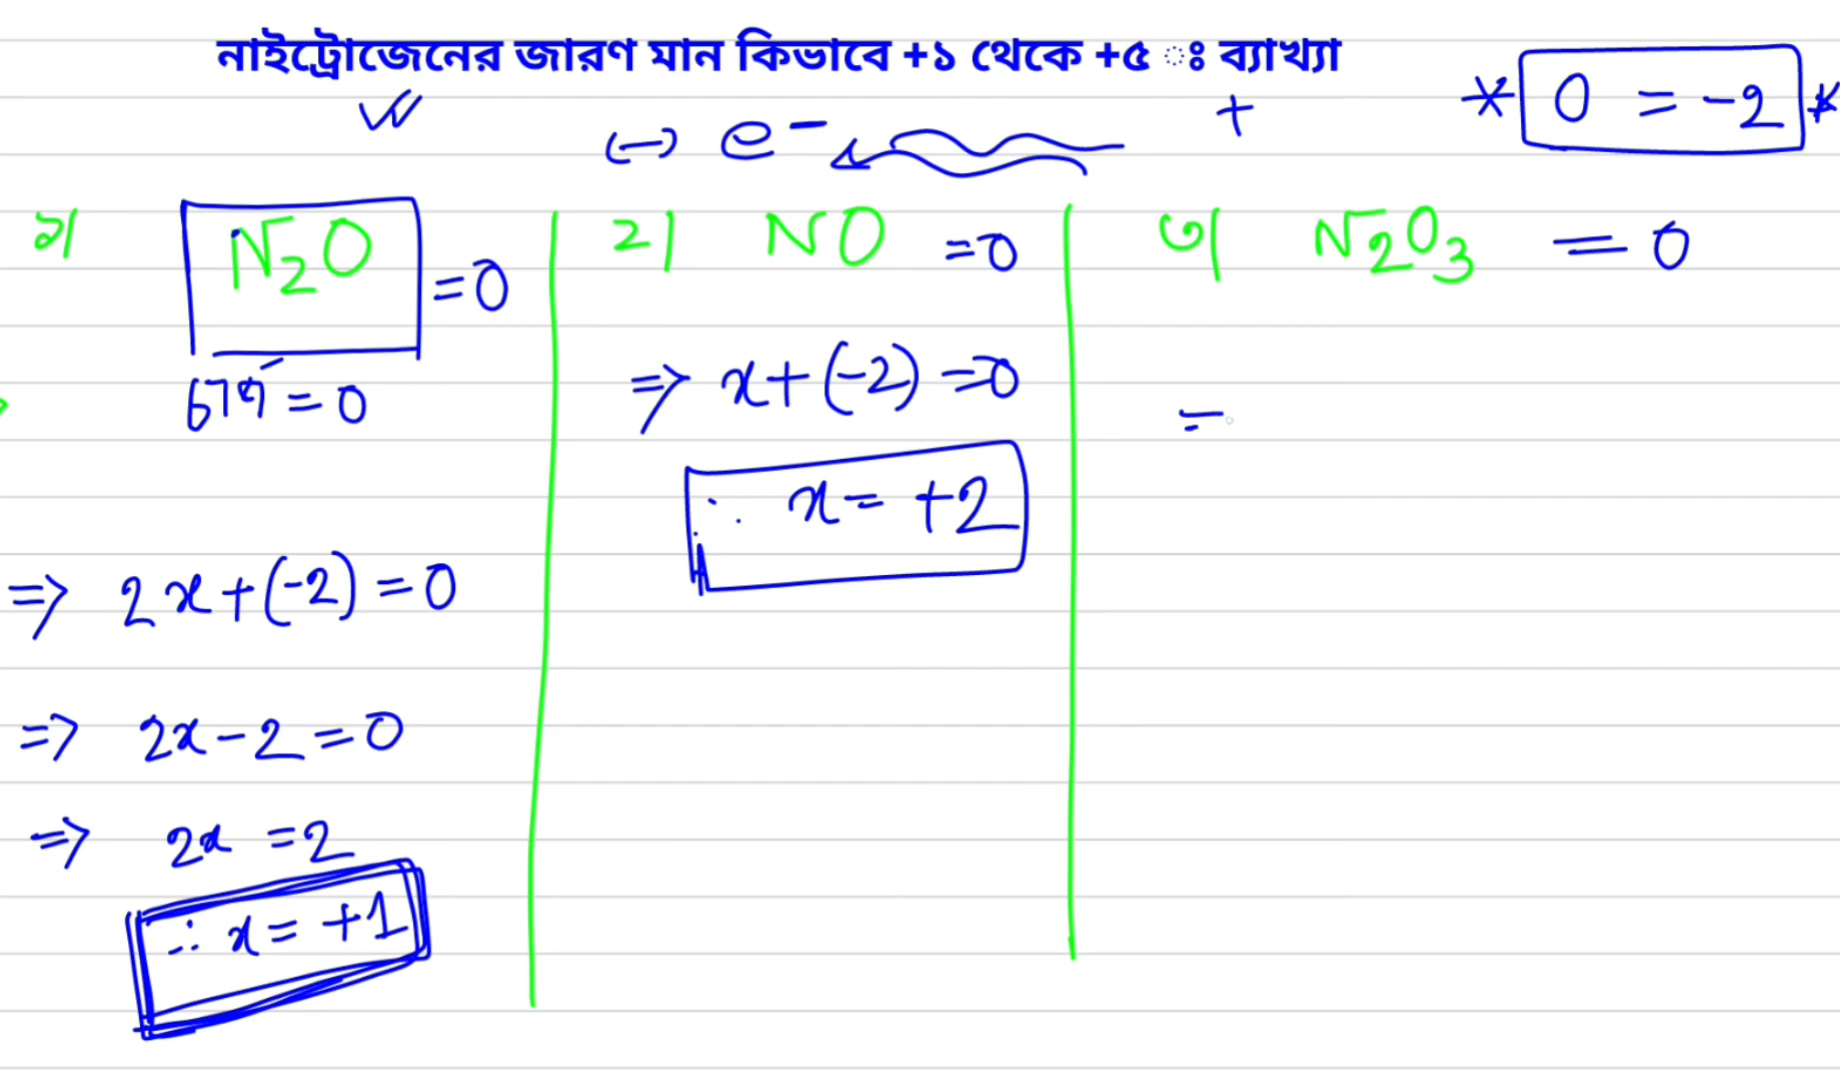 নাইট্রোজেনের জারণ মান কিভাবে +১ থেকে +৫ ঃ ব্যাখ্যা
(-) e⁻ +
* O = -2 *
১। N₂O = 0
চার্জ = 0
⇒ 2x+(-2) = 0
⇒ 2x-2 = 0
⇒ 2x = 2
∴ x = +1
২। NO = 0
⇒ x+(-2) = 0
∴ x = +2
৩। N₂O₃ = 0
=